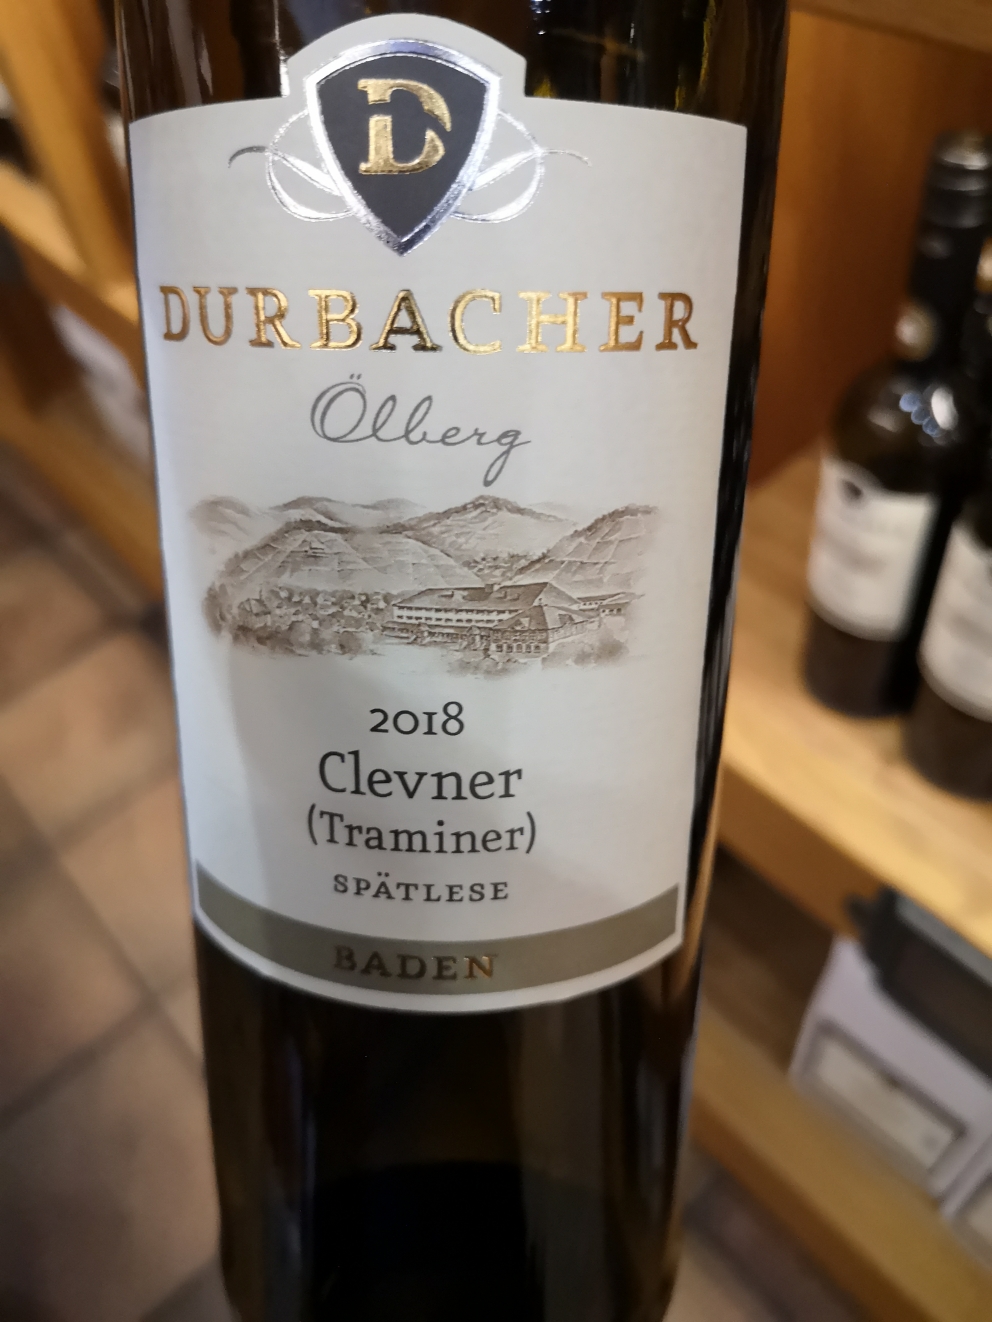 D
DURBACHER
Ölberg
2018
Clevner
(Traminer)
SPÄTLESE
BADEN